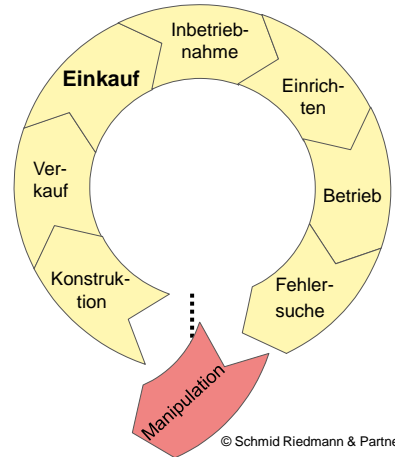 Inbetrieb-
nahme
Einkauf
Einrich-
ten
Ver-
kauf
Betrieb
Konstruk-
tion
Fehler-
suche
Manipulation
© Schmid Riedmann & Partne